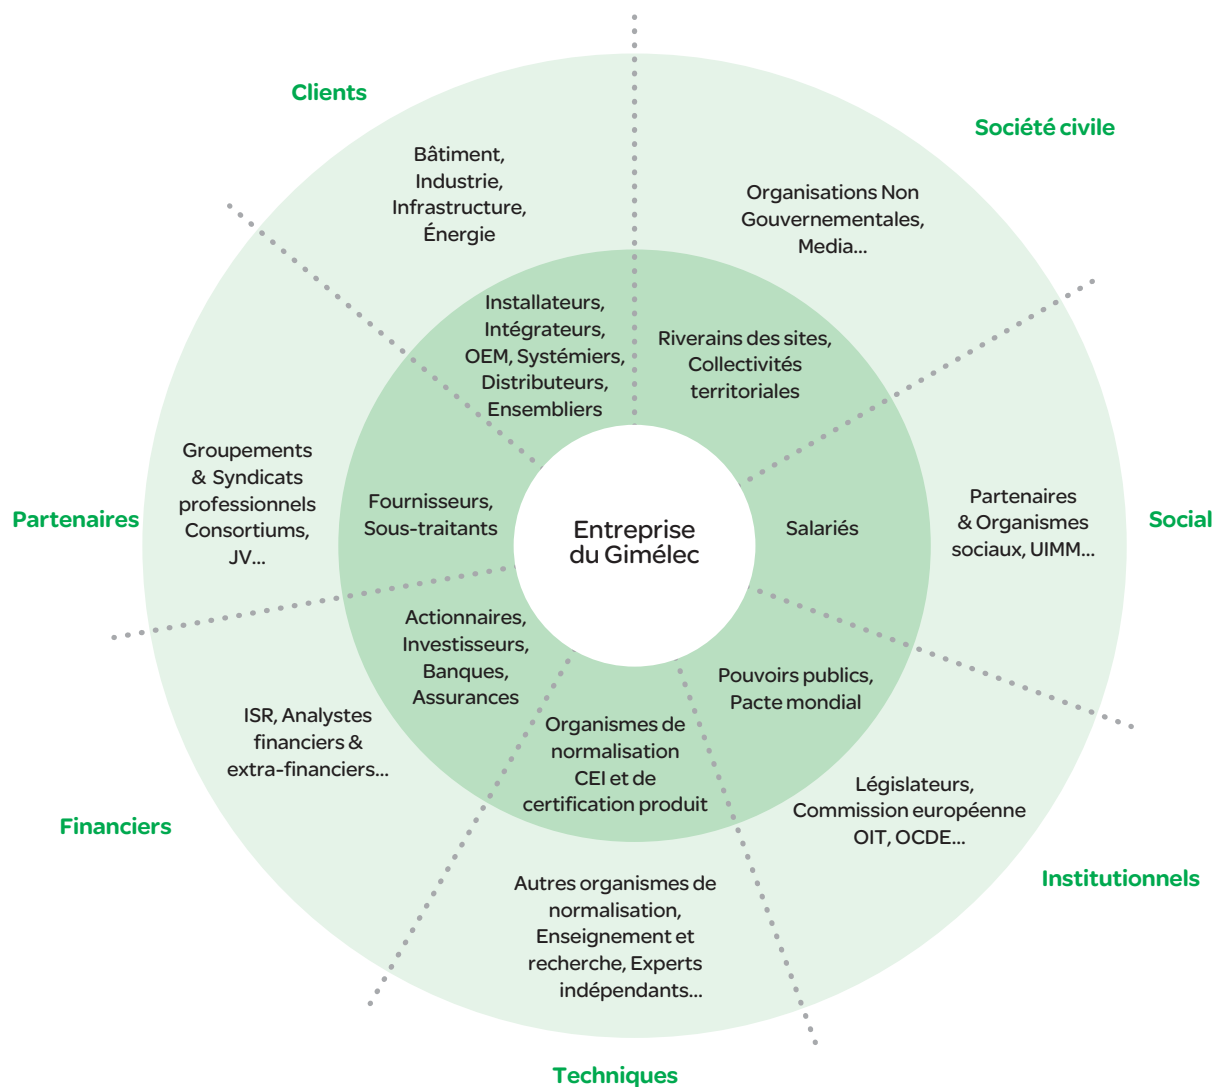 Clients
Société civile
Bâtiment,
Industrie,
Infrastructure,
Énergie
Organisations Non
Gouvernementales,
Media...
Installateurs,
Intégrateurs,
OEM, Systémiers,
Distributeurs,
Ensembliers
Riverains des sites,
Collectivités
territoriales
Partenaires
Groupements
& Syndicats
professionnels
Consortiums,
JV...
Fournisseurs,
Sous-traitants
Entreprise
du Gimélec
Salariés
Partenaires
& Organismes
sociaux, UIMM...
Social
Actionnaires,
Investisseurs,
Banques,
Assurances
Pouvoirs publics,
Pacte mondial
ISR, Analystes
financiers &
extra-financiers...
Organismes de
normalisation
CEI et de
certification produit
Législateurs,
Commission européenne
OIT, OCDE...
Financiers
Institutionnels
Autres organismes de
normalisation,
Enseignement et
recherche, Experts
indépendants...
Techniques